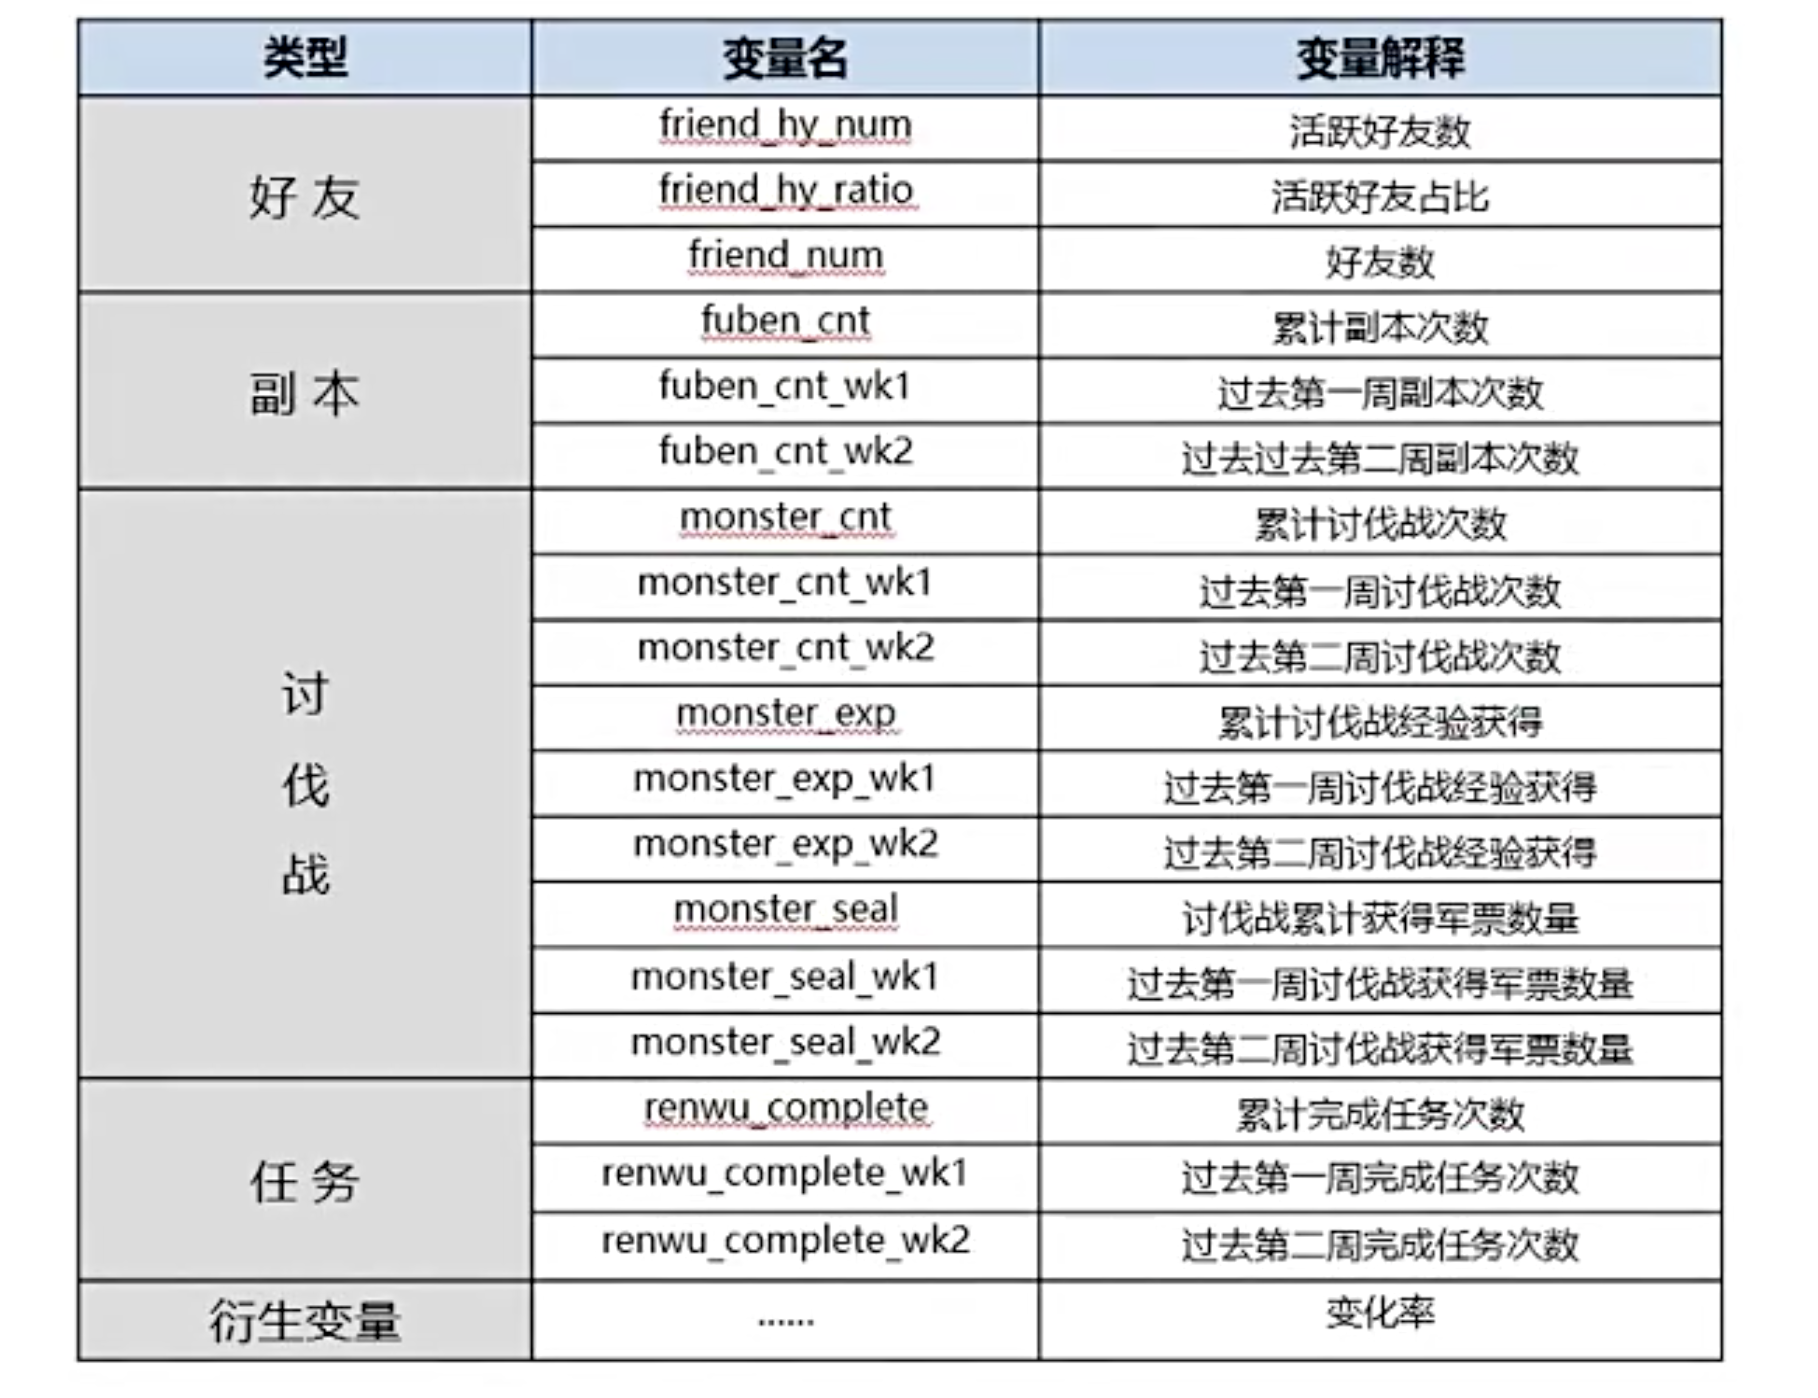 类型 变量名 变量解释
好 友
friend_hy_num 活跃好友数
friend_hy_ratio 活跃好友占比
friend_num 好友数
副 本
fuben_cnt 累计副本次数
fuben_cnt_wk1 过去第一周副本次数
fuben_cnt_wk2 过去过去第二周副本次数
讨
伐
战
monster_cnt 累计讨伐战次数
monster_cnt_wk1 过去第一周讨伐战次数
monster_cnt_wk2 过去第二周讨伐战次数
monster_exp 累计讨伐战经验获得
monster_exp_wk1 过去第一周讨伐战经验获得
monster_exp_wk2 过去第二周讨伐战经验获得
monster_seal 讨伐战累计获得军票数量
monster_seal_wk1 过去第一周讨伐战获得军票数量
monster_seal_wk2 过去第二周讨伐战获得军票数量
任 务
renwu_complete 累计完成任务次数
renwu_complete_wk1 过去第一周完成任务次数
renwu_complete_wk2 过去第二周完成任务次数
衍生变量 ...... 变化率